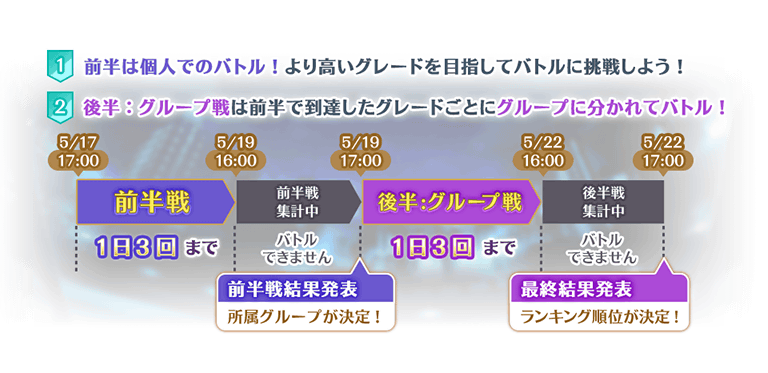 1 前半は個人でのバトル！より高いグレードを目指してバトルに挑戦しよう！
2 後半：グループ戦は前半で到達したグレードごとにグループに分かれてバトル！
5/17 17:00
5/19 16:00
5/19 17:00
5/22 16:00
5/22 17:00
前半戦
前半戦
集計中
後半:グループ戦
後半戦
集計中
1日3回 まで
バトル
できません
1日3回 まで
バトル
できません
前半戦結果発表
所属グループが決定！
最終結果発表
ランキング順位が決定！